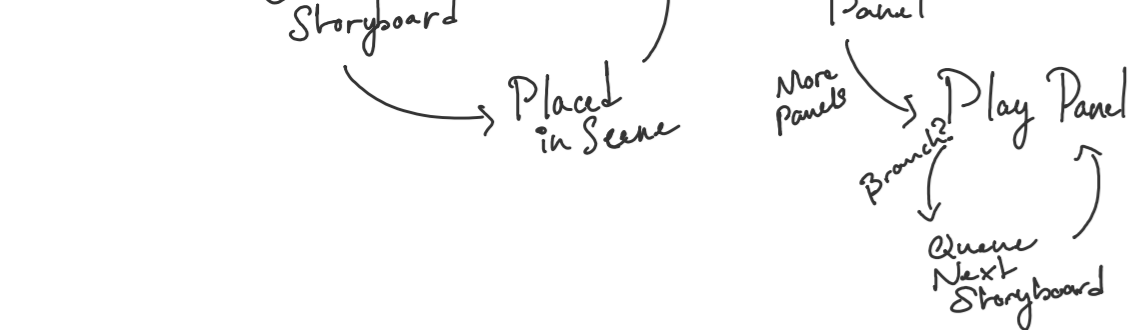 Storyboard
Placed
in Scene
Panel
More
Panels
Play Panel
Branch?
Queue
Next
Storyboard